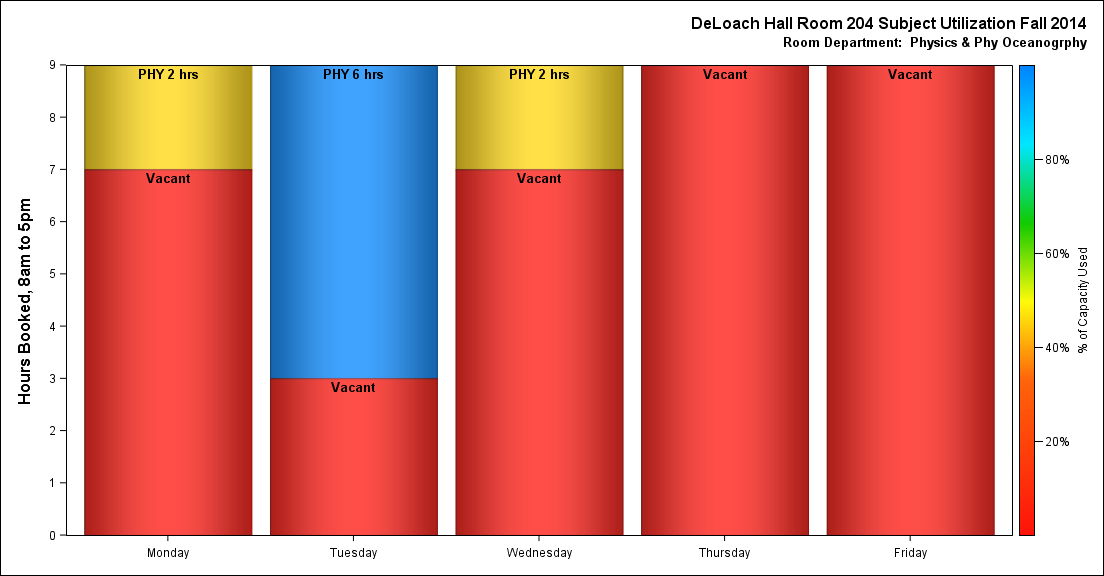 DeLoach Hall Room 204 Subject Utilization Fall 2014
Room Department:  Physics & Phy Oceanogrphy
Hours Booked, 8am to 5pm
9
8
7
6
5
4
3
2
1
0
PHY 2 hrs
Vacant
PHY 6 hrs
Vacant
PHY 2 hrs
Vacant
Vacant
Vacant
Monday
Tuesday
Wednesday
Thursday
Friday
80%
60%
40%
20%
% of Capacity Used